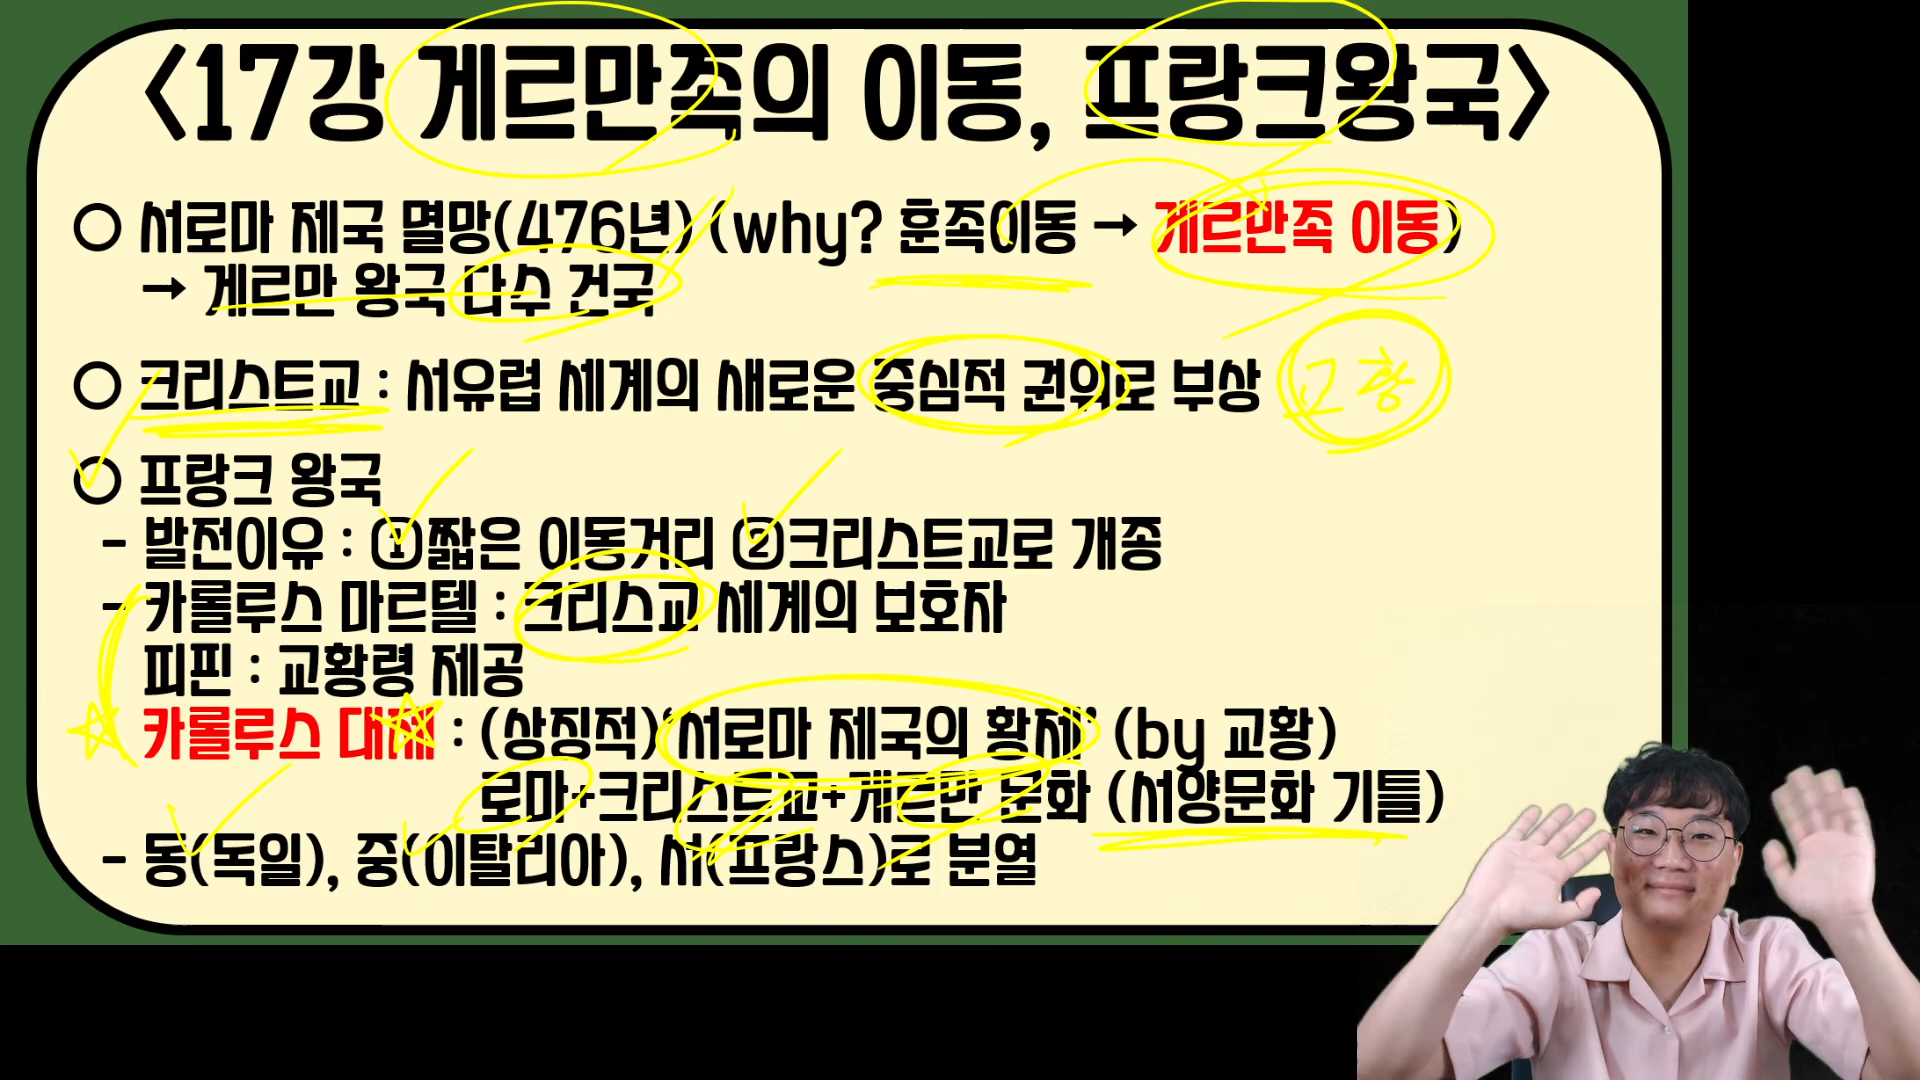 <17강 게르만족의 이동, 프랑크왕국>
○ 서로마 제국 멸망(476년) (why? 훈족이동 → 게르만족 이동)
→ 게르만 왕국 다수 건국
○ 크리스트교 : 서유럽 세계의 새로운 중심적 권위로 부상 교황
○ 프랑크 왕국
- 발전이유 : ①짧은 이동거리 ②크리스트교로 개종
- 카롤루스 마르텔 : 크리스교 세계의 보호자
피핀 : 교황령 제공
카롤루스 대제 : (상징적)'서로마 제국의 황제' (by 교황)
로마+크리스트교+게르만 문화 (서양문화 기틀)
- 동(독일), 중(이탈리아), 서(프랑스)로 분열